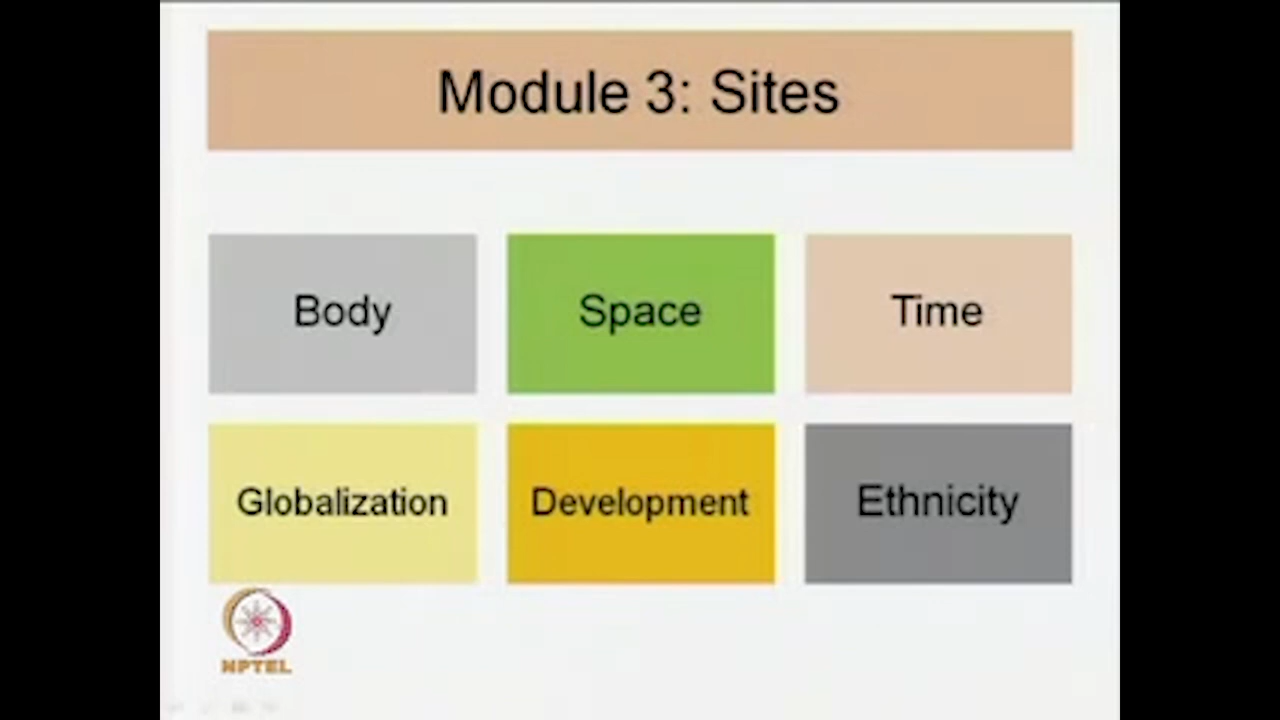 Module 3: Sites
Body
Space
Time
Globalization
Development
Ethnicity
NPTEL